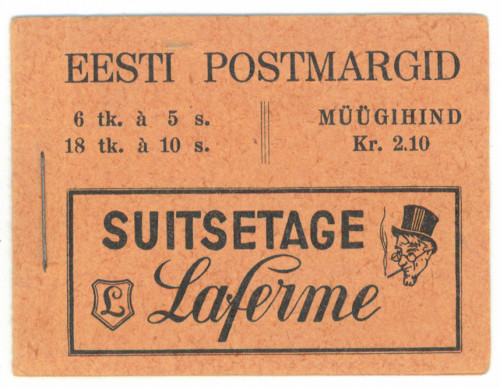 EESTI POSTMARGID
6 tk. à 5 s.
18 tk. à 10 s.
MÜÜGIHIND
Kr. 2.10
SUITSETAGE
L
Laferme